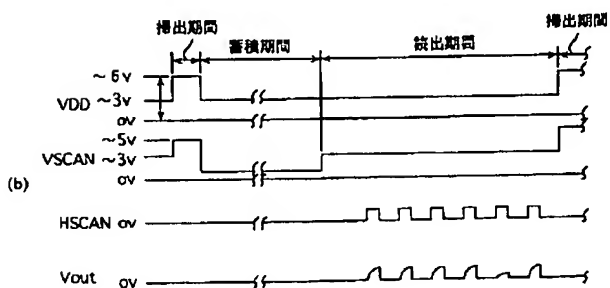 掃出期間
掃出期間 蓄積期間 読出期間
~6v
VDD ~3v
ov
~5v
VSCAN ~3v
ov
(b)
HSCAN ov
Vout ov